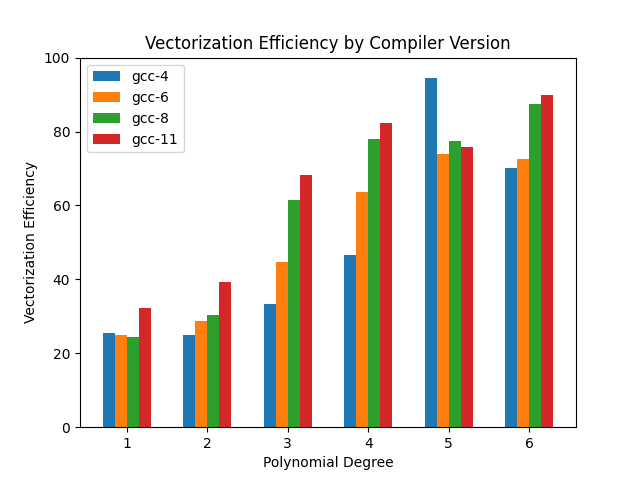 Vectorization Efficiency by Compiler Version
100
80
60
40
20
0
Vectorization Efficiency
gcc-4
gcc-6
gcc-8
gcc-11
1 2 3 4 5 6
Polynomial Degree